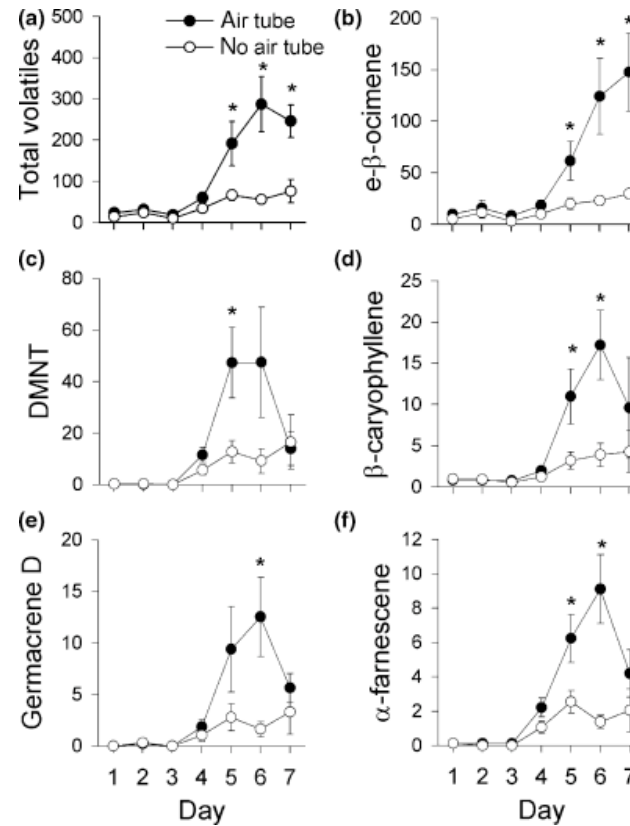 (a)
Total volatiles
500
400
300
200
100
0
Air tube
No air tube
*
*
*
(b)
e-β-ocimene
200
150
100
50
0
*
*
*
(c)
DMNT
80
60
40
20
0
*
(d)
β-caryophyllene
25
20
15
10
5
0
*
*
(e)
Germacrene D
20
15
10
5
0
*
1 2 3 4 5 6 7
Day
(f)
α-farnescene
12
10
8
6
4
2
0
*
*
1 2 3 4 5 6 7
Day